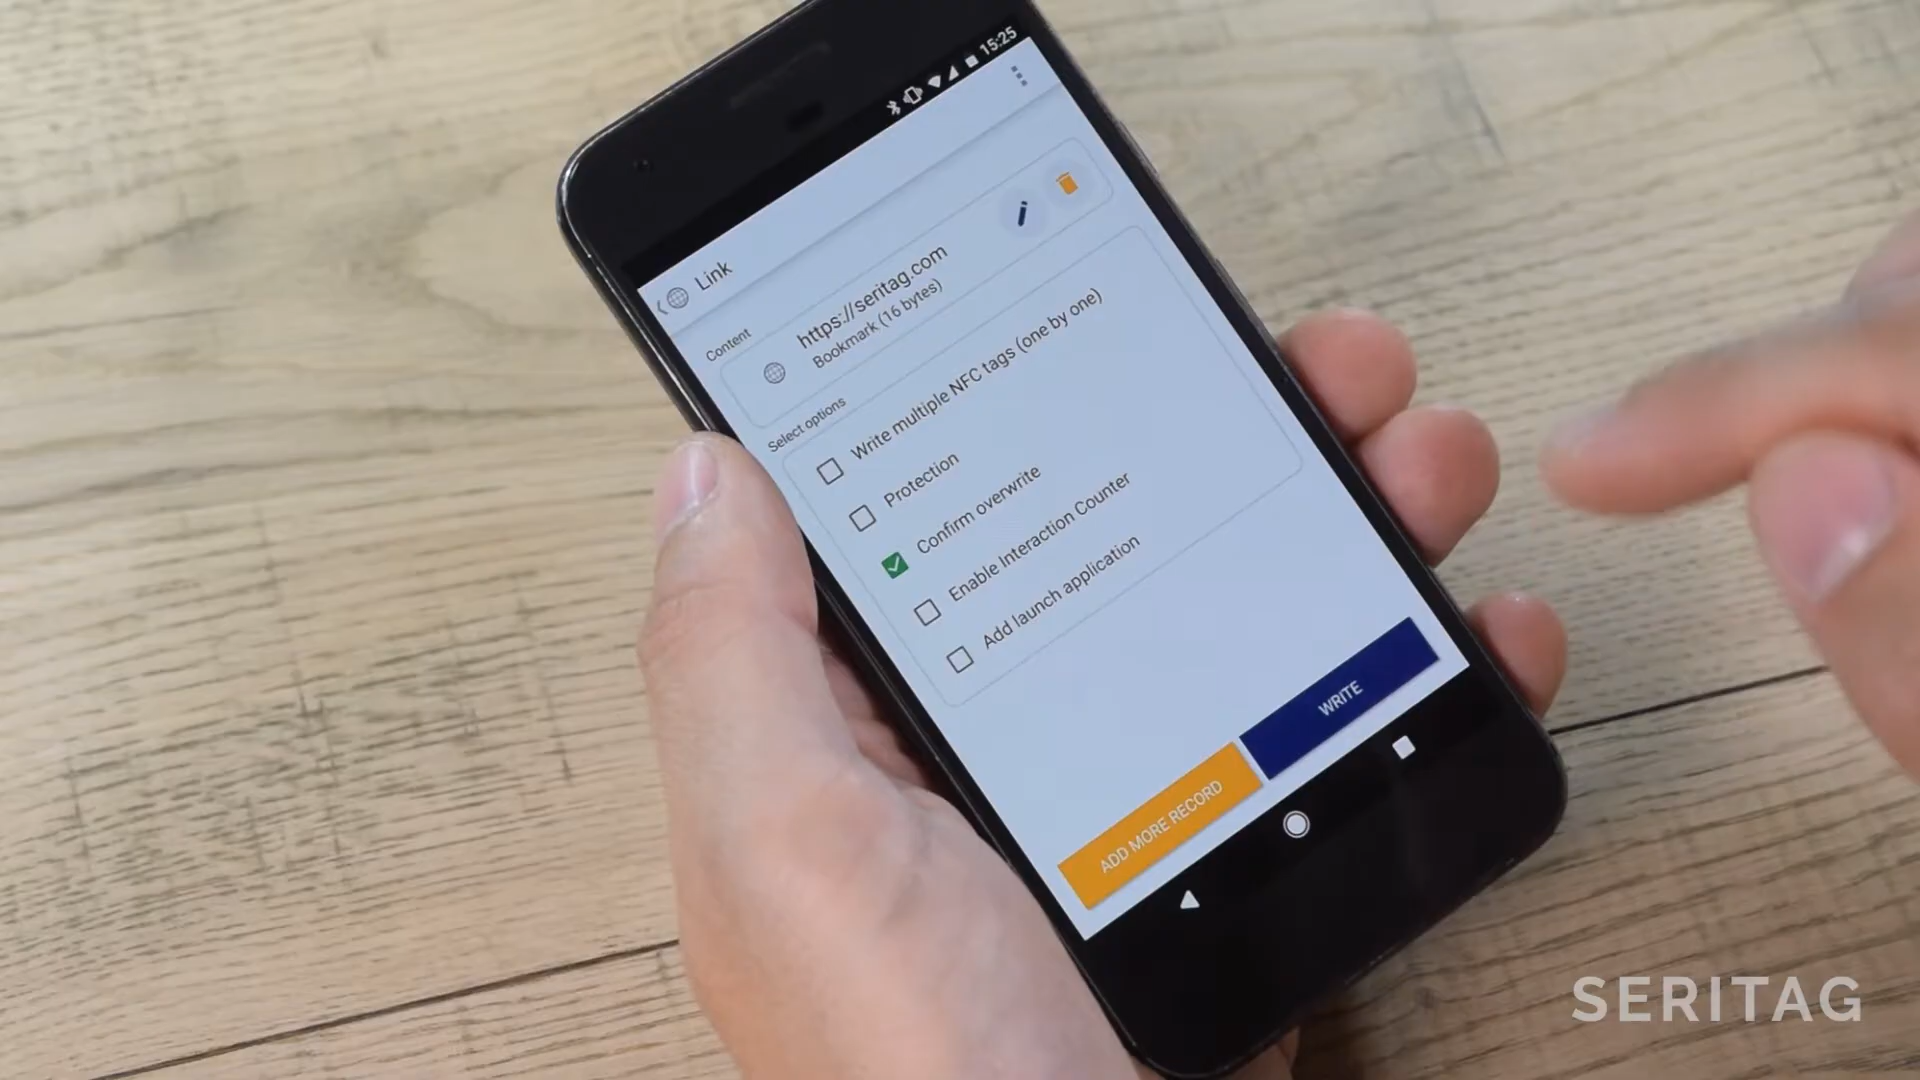 15:25
Link
Content
https://seritag.com
Bookmark (16 bytes)
Select options
Write multiple NFC tags (one by one)
Protection
Confirm overwrite
Enable Interaction Counter
Add launch application
ADD MORE RECORD
WRITE
SERITAG